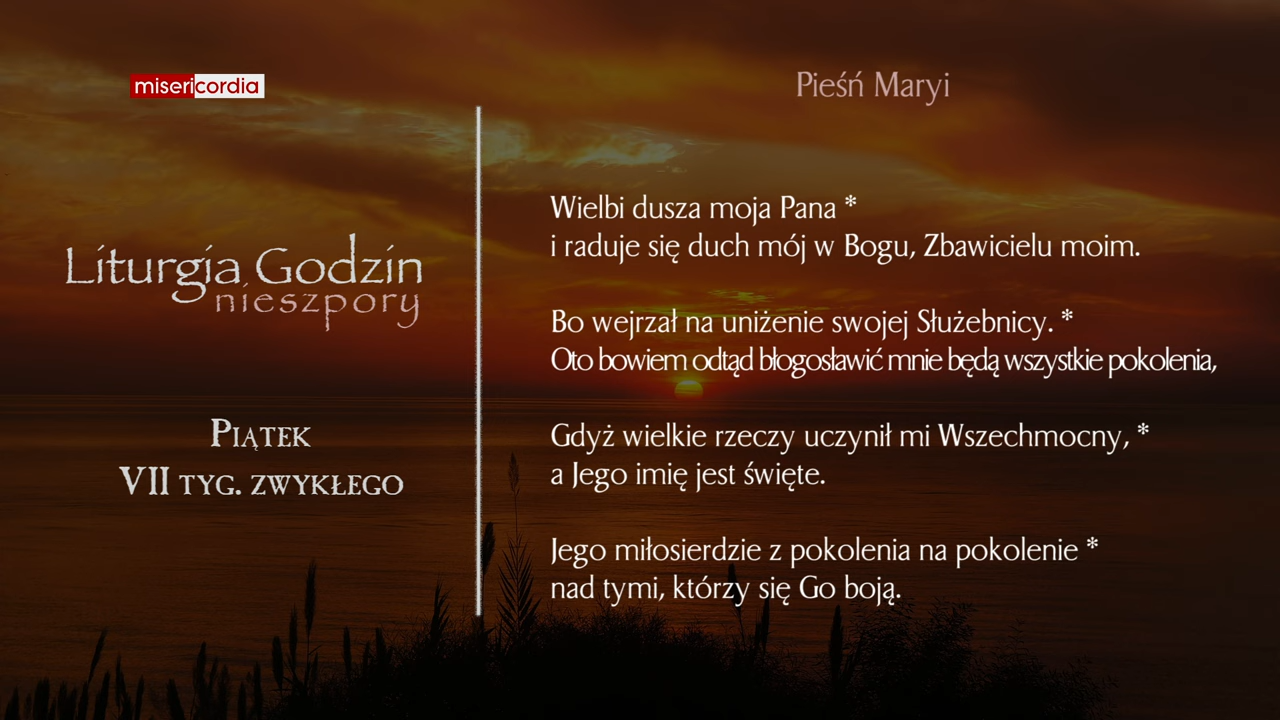 misericordia
Liturgia Godzin
nieszpory
Piątek
VII tyg. zwykłego
Pieśń Maryi
Wielbi dusza moja Pana *
i raduje się duch mój w Bogu, Zbawicielu moim.
Bo wejrzał na uniżenie swojej Służebnicy. *
Oto bowiem odtąd błogosławić mnie będą wszystkie pokolenia,
Gdyż wielkie rzeczy uczynił mi Wszechmocny, *
a Jego imię jest święte.
Jego miłosierdzie z pokolenia na pokolenie *
nad tymi, którzy się Go boją.